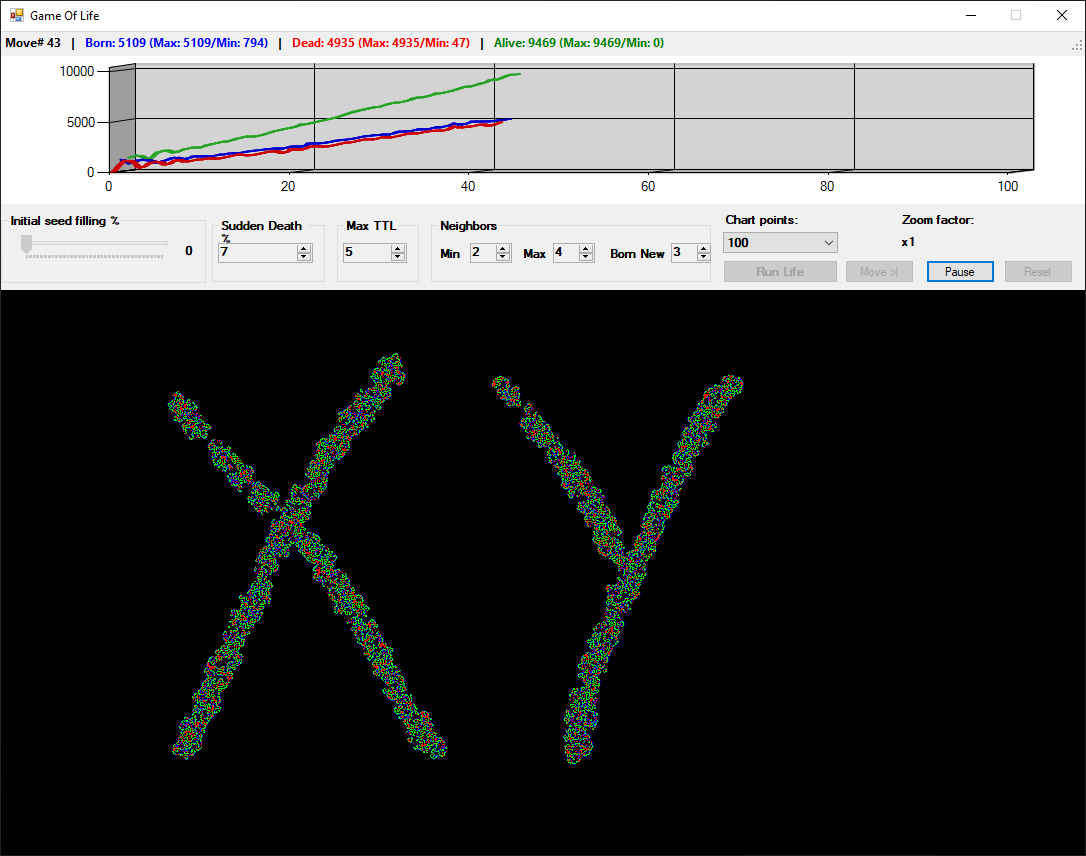 Game Of Life
Move# 43 | Born: 5109 (Max: 5109/Min: 794) | Dead: 4935 (Max: 4935/Min: 47) | Alive: 9469 (Max: 9469/Min: 0)
10000
5000
0
0 20 40 60 80 100
Initial seed filling %
0
Sudden Death %
7
Max TTL
5
Neighbors
Min 2 Max 4 Born New 3
Chart points:
100
Zoom factor:
x1
Run Life Move >| Pause Reset
XY